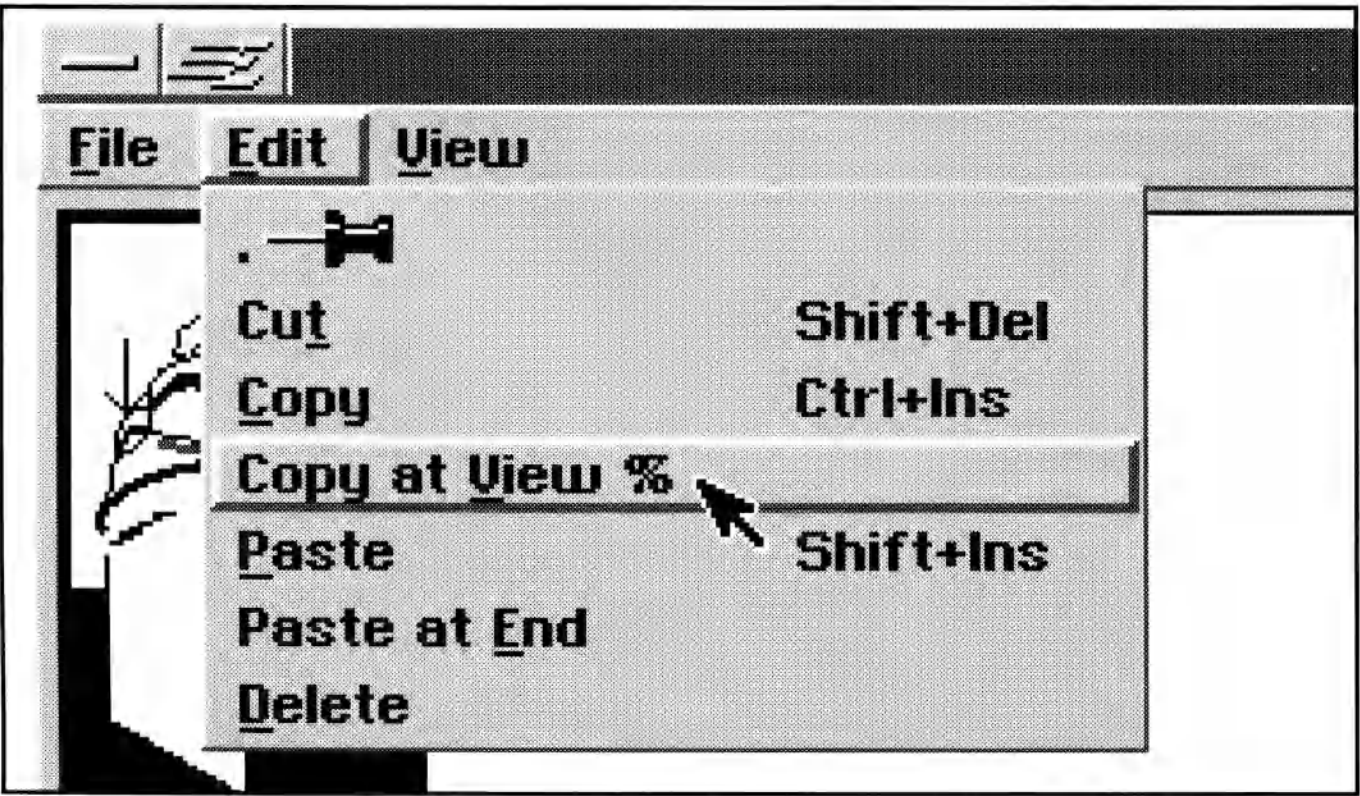 File Edit View
Cut Shift+Del
Copy Ctrl+Ins
Copy at View %
Paste Shift+Ins
Paste at End
Delete